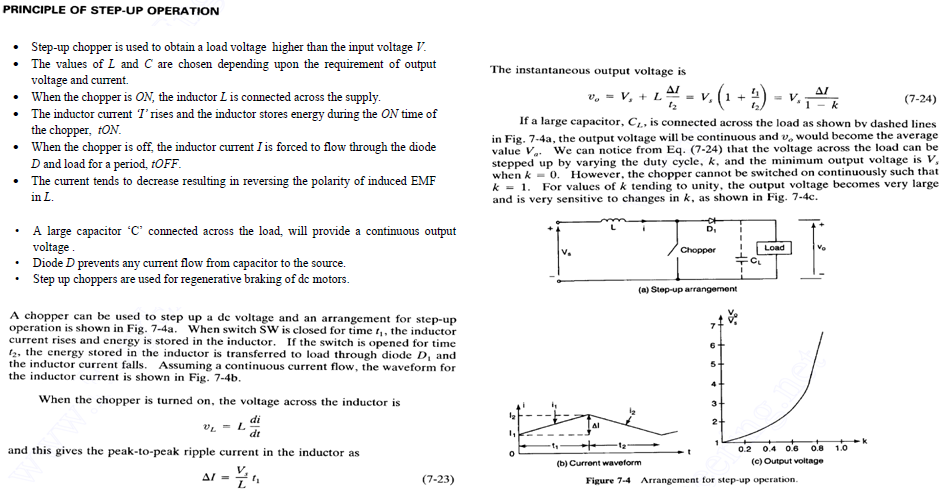 PRINCIPLE OF STEP-UP OPERATION
• Step-up chopper is used to obtain a load voltage higher than the input voltage V.
• The values of L and C are chosen depending upon the requirement of output
voltage and current.
• When the chopper is ON, the inductor L is connected across the supply.
• The inductor current ‘I’ rises and the inductor stores energy during the ON time of
the chopper, tON.
• When the chopper is off, the inductor current I is forced to flow through the diode
D and load for a period, tOFF.
• The current tends to decrease resulting in reversing the polarity of induced EMF
in L.
• A large capacitor ‘C’ connected across the load, will provide a continuous output
voltage .
• Diode D prevents any current flow from capacitor to the source.
• Step up choppers are used for regenerative braking of dc motors.
A chopper can be used to step up a dc voltage and an arrangement for step-up
operation is shown in Fig. 7-4a. When switch SW is closed for time t₁, the inductor
current rises and energy is stored in the inductor. If the switch is opened for time
t₂, the energy stored in the inductor is transferred to load through diode D₁ and
the inductor current falls. Assuming a continuous current flow, the waveform for
the inductor current is shown in Fig. 7-4b.
When the chopper is turned on, the voltage across the inductor is
v_L = L di/dt
and this gives the peak-to-peak ripple current in the inductor as
ΔI = V_s/L t₁ (7-23)
The instantaneous output voltage is
v_o = V_s + L ΔI/t₂ = V_s (1 + t₁/t₂) = V_s ΔI/(1 − k) (7-24)
If a large capacitor, C_L, is connected across the load as shown by dashed lines
in Fig. 7-4a, the output voltage will be continuous and v_o would become the average
value V_o. We can notice from Eq. (7-24) that the voltage across the load can be
stepped up by varying the duty cycle, k, and the minimum output voltage is V_s
when k = 0. However, the chopper cannot be switched on continuously such that
k = 1. For values of k tending to unity, the output voltage becomes very large
and is very sensitive to changes in k, as shown in Fig. 7-4c.
+ L i D₁ +
V_s Chopper C_L Load v_o
− −
(a) Step-up arrangement
i i₁ i₂
I₂ ΔI
I₁
t₁ t₂
0 t
(b) Current waveform
V_o/V_s
7
6
5
4
3
2
1
0.2 0.4 0.6 0.8 1.0 k
(c) Output voltage
Figure 7-4 Arrangement for step-up operation.